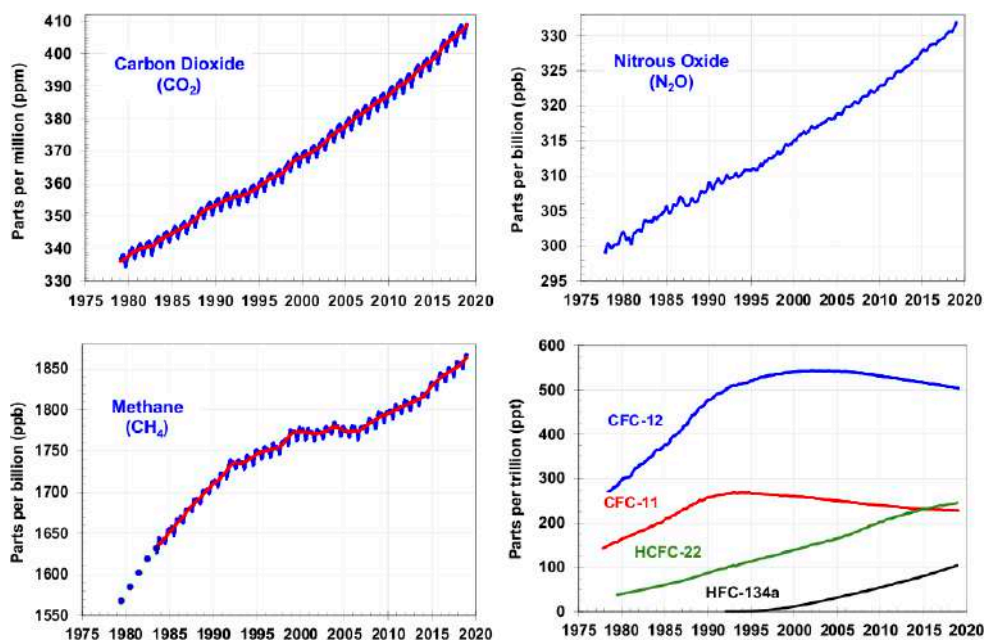 410
400
390
380
370
360
350
340
330
Parts per million (ppm)
Carbon Dioxide
(CO₂)
1975 1980 1985 1990 1995 2000 2005 2010 2015 2020
330
325
320
315
310
305
300
295
Parts per billion (ppb)
Nitrous Oxide
(N₂O)
1975 1980 1985 1990 1995 2000 2005 2010 2015 2020
1850
1800
1750
1700
1650
1600
1550
Parts per billion (ppb)
Methane
(CH₄)
1975 1980 1985 1990 1995 2000 2005 2010 2015 2020
600
500
400
300
200
100
0
Parts per trillion (ppt)
CFC-12
CFC-11
HCFC-22
HFC-134a
1975 1980 1985 1990 1995 2000 2005 2010 2015 2020